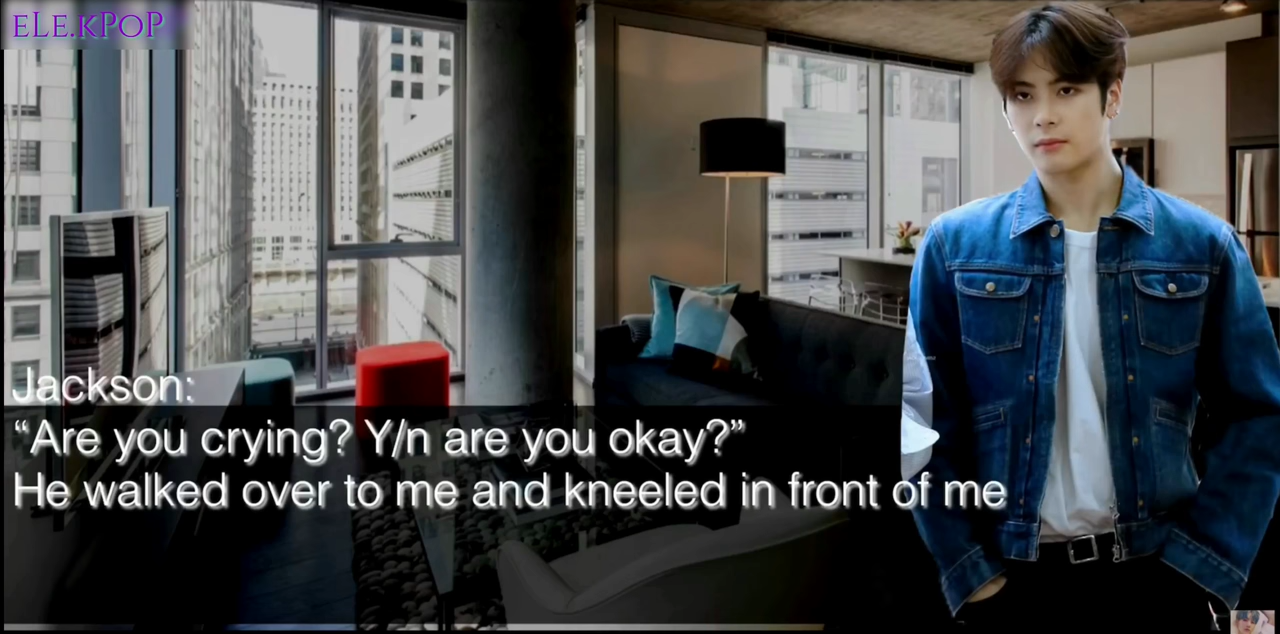 eLe.kPoP
Jackson:
“Are you crying? Y/n are you okay?”
He walked over to me and kneeled in front of me